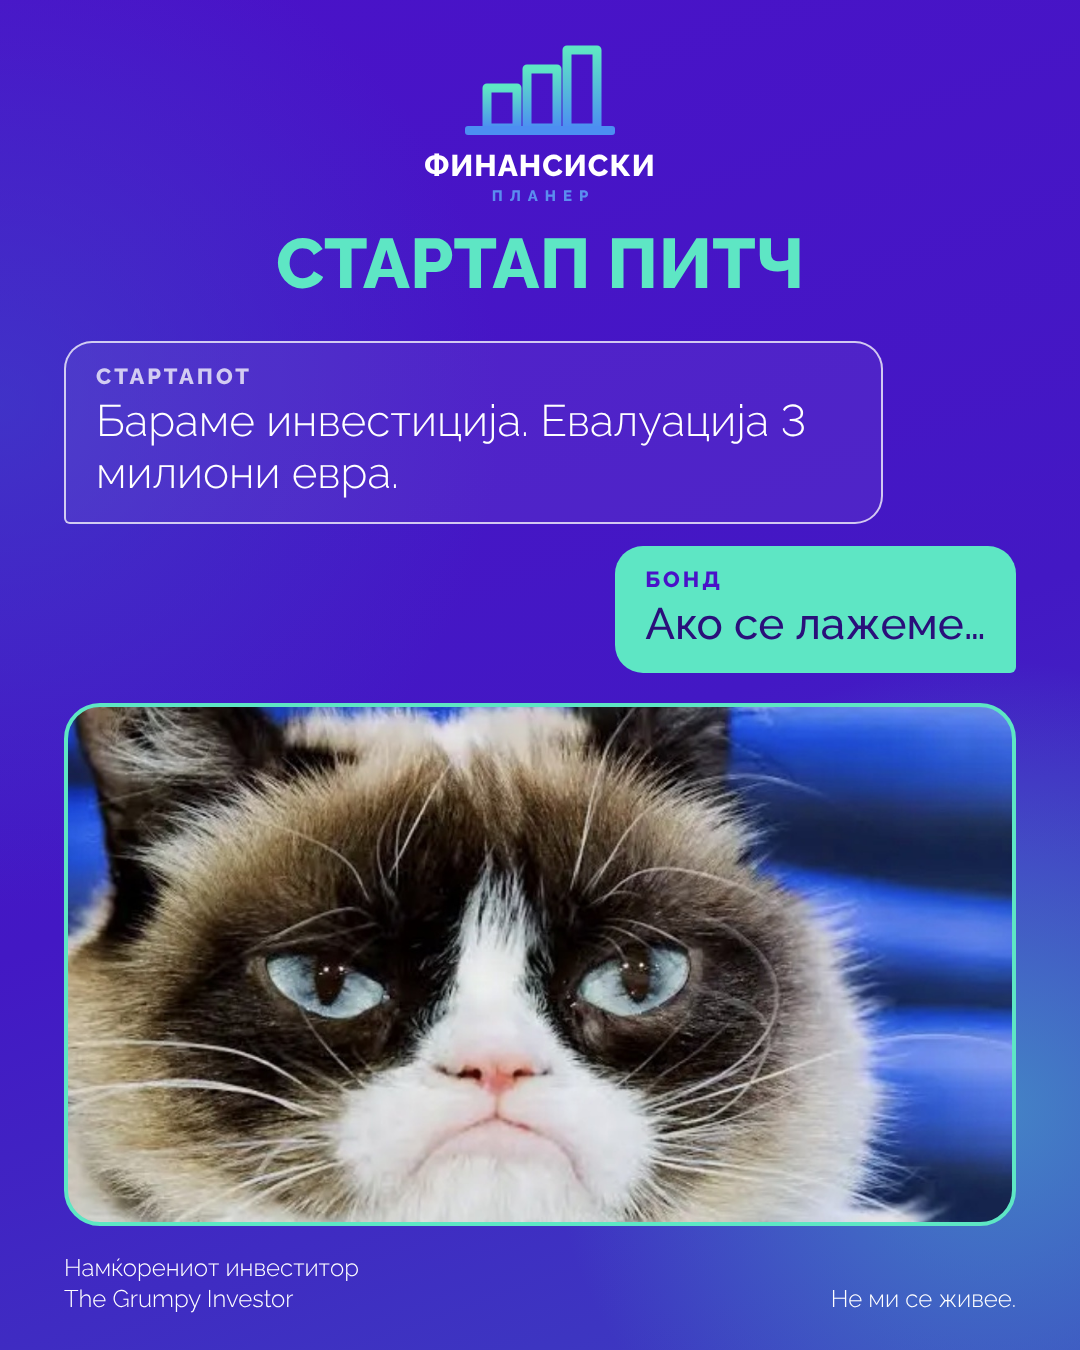 ФИНАНСИСКИ
ПЛАНЕР
СТАРТАП ПИТЧ
СТАРТАПОТ
Бараме инвестиција. Евалуација 3
милиони евра.
БОНД
Ако се лажеме...
Намќорениот инвеститор
The Grumpy Investor
Не ми се живее.